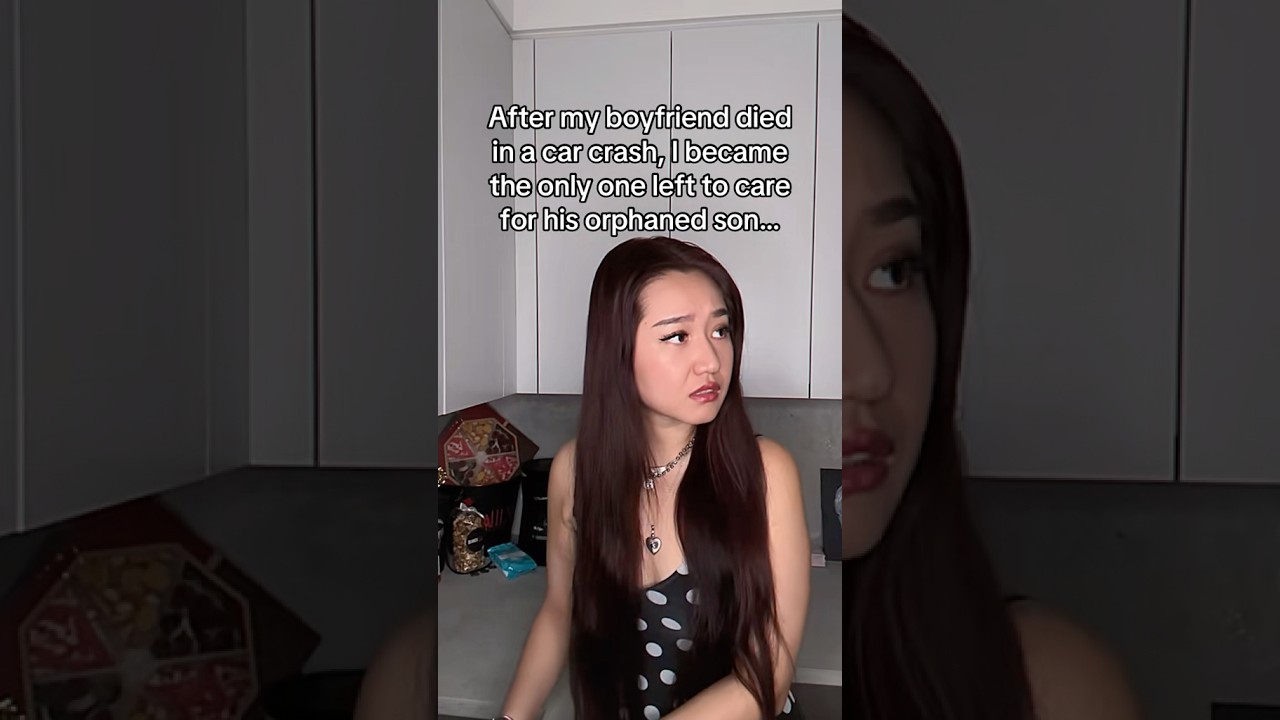 After my boyfriend died
in a car crash, I became
the only one left to care
for his orphaned son...